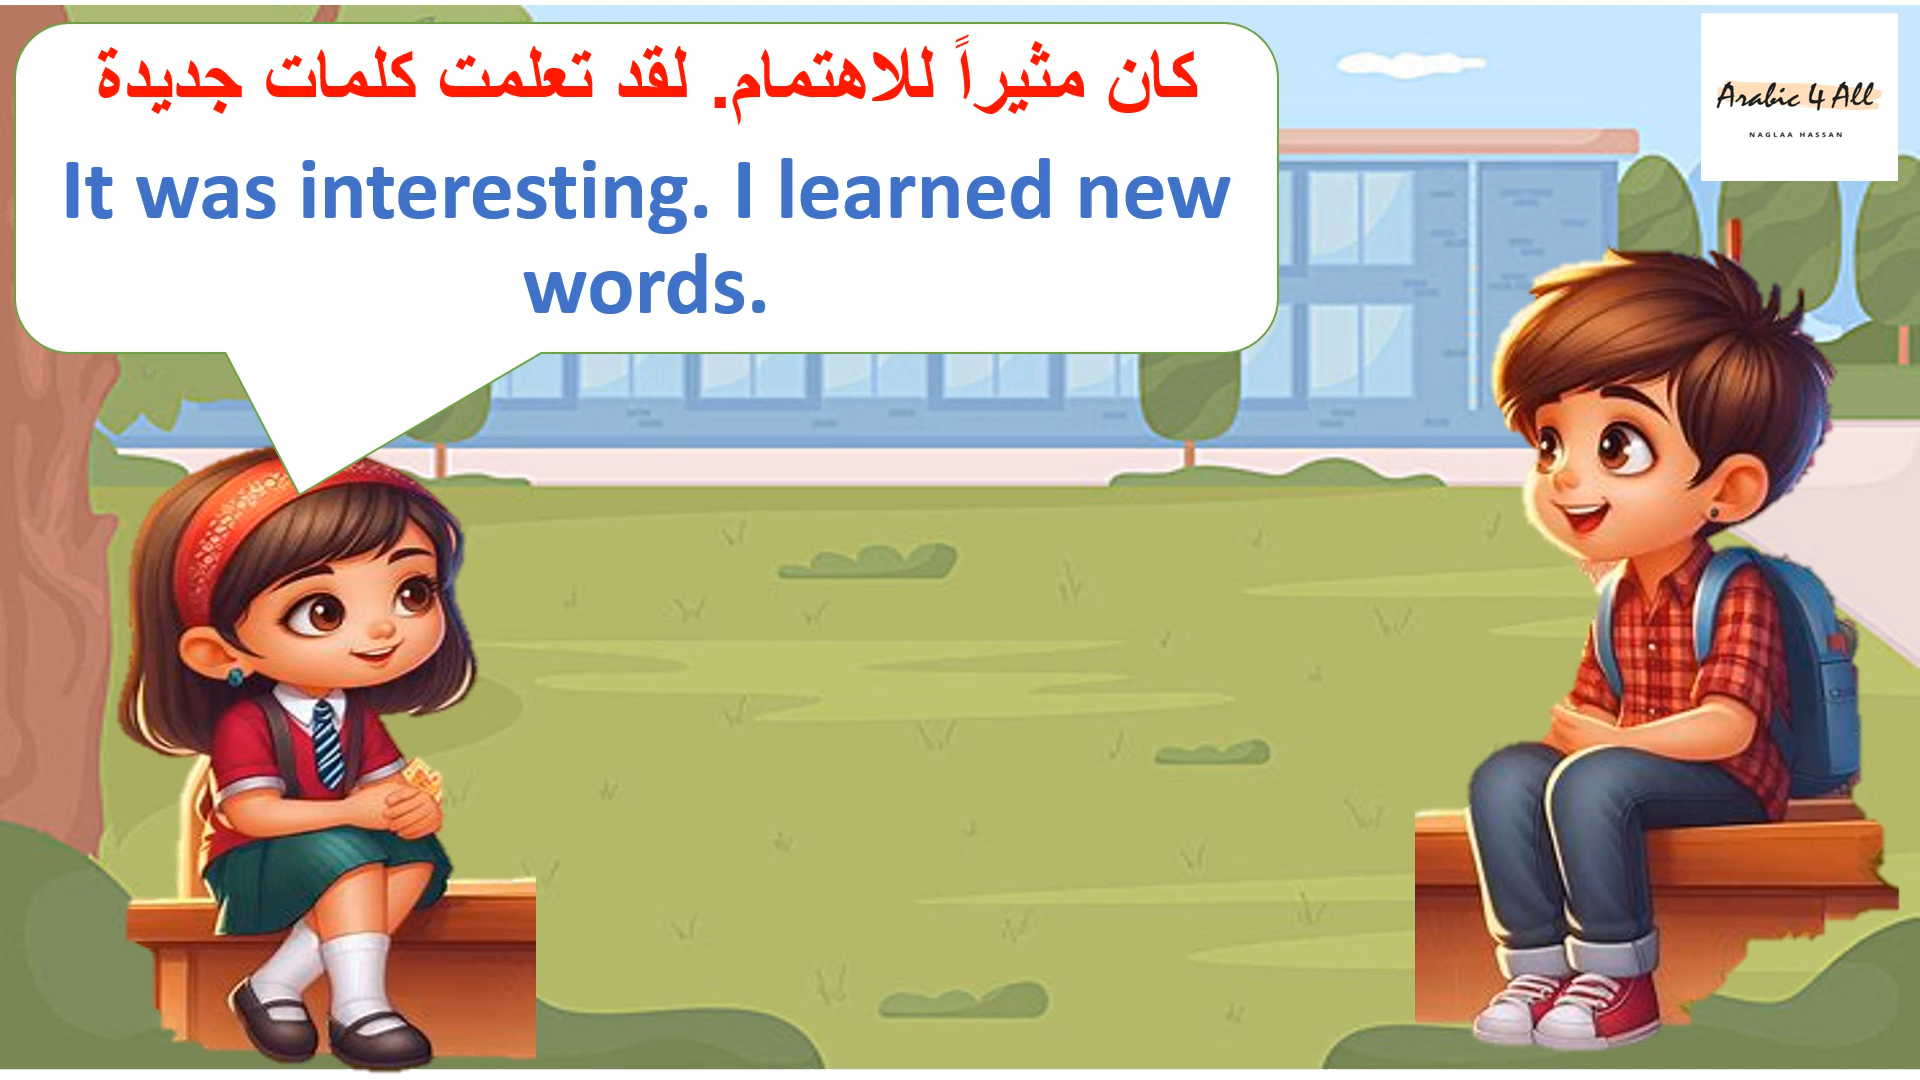 كان مثيراً للاهتمام. لقد تعلمت كلمات جديدة
It was interesting. I learned new
words.
Arabic 4 All
NAGLAA HASSAN